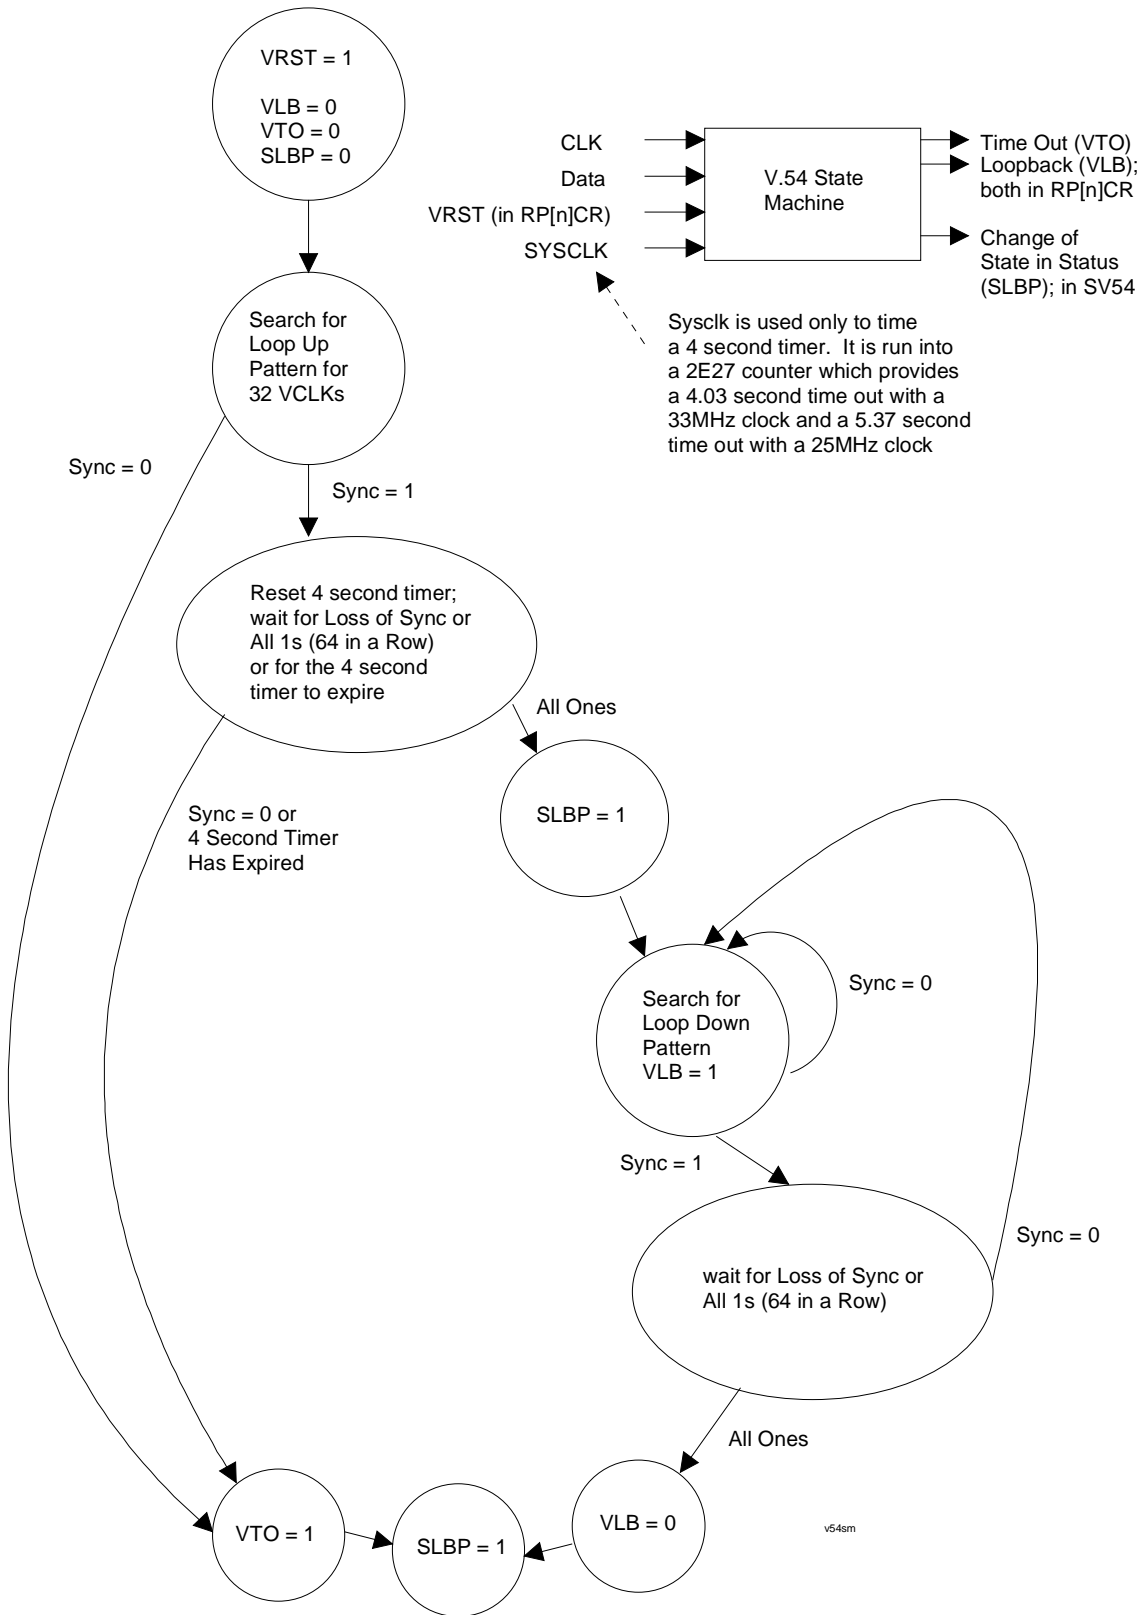 VRST = 1
VLB = 0
VTO = 0
SLBP = 0
CLK
Data
VRST (in RP[n]CR)
SYSCLK
V.54 State
Machine
Time Out (VTO)
Loopback (VLB);
both in RP[n]CR
Change of
State in Status
(SLBP); in SV54
Sysclk is used only to time
a 4 second timer. It is run into
a 2E27 counter which provides
a 4.03 second time out with a
33MHz clock and a 5.37 second
time out with a 25MHz clock
Search for
Loop Up
Pattern for
32 VCLKs
Sync = 0
Sync = 1
Reset 4 second timer;
wait for Loss of Sync or
All 1s (64 in a Row)
or for the 4 second
timer to expire
All Ones
Sync = 0 or
4 Second Timer
Has Expired
SLBP = 1
Search for
Loop Down
Pattern
VLB = 1
Sync = 0
Sync = 1
wait for Loss of Sync or
All 1s (64 in a Row)
Sync = 0
All Ones
VTO = 1
SLBP = 1
VLB = 0
v54sm